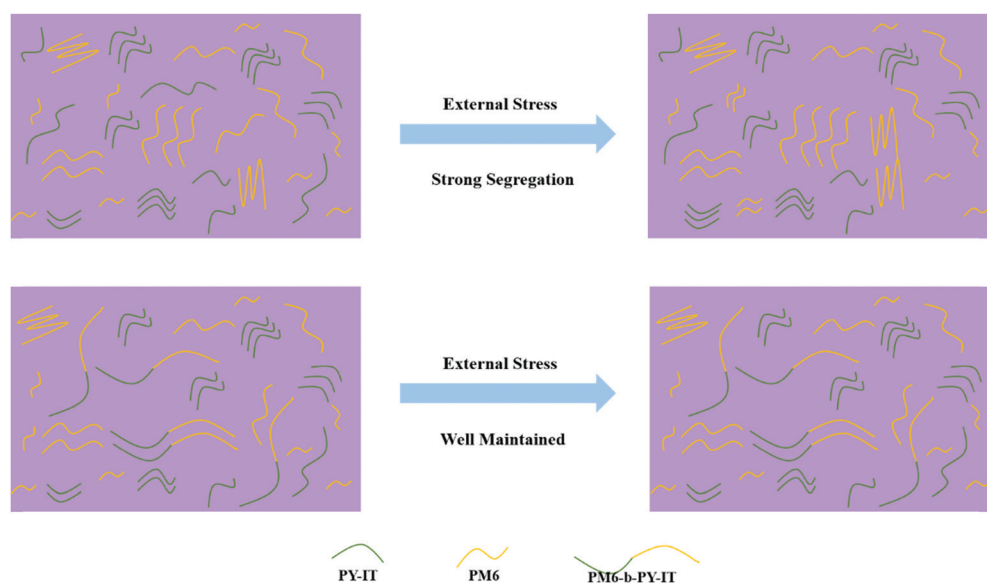 External Stress
Strong Segregation
External Stress
Well Maintained
PY-IT
PM6
PM6-b-PY-IT